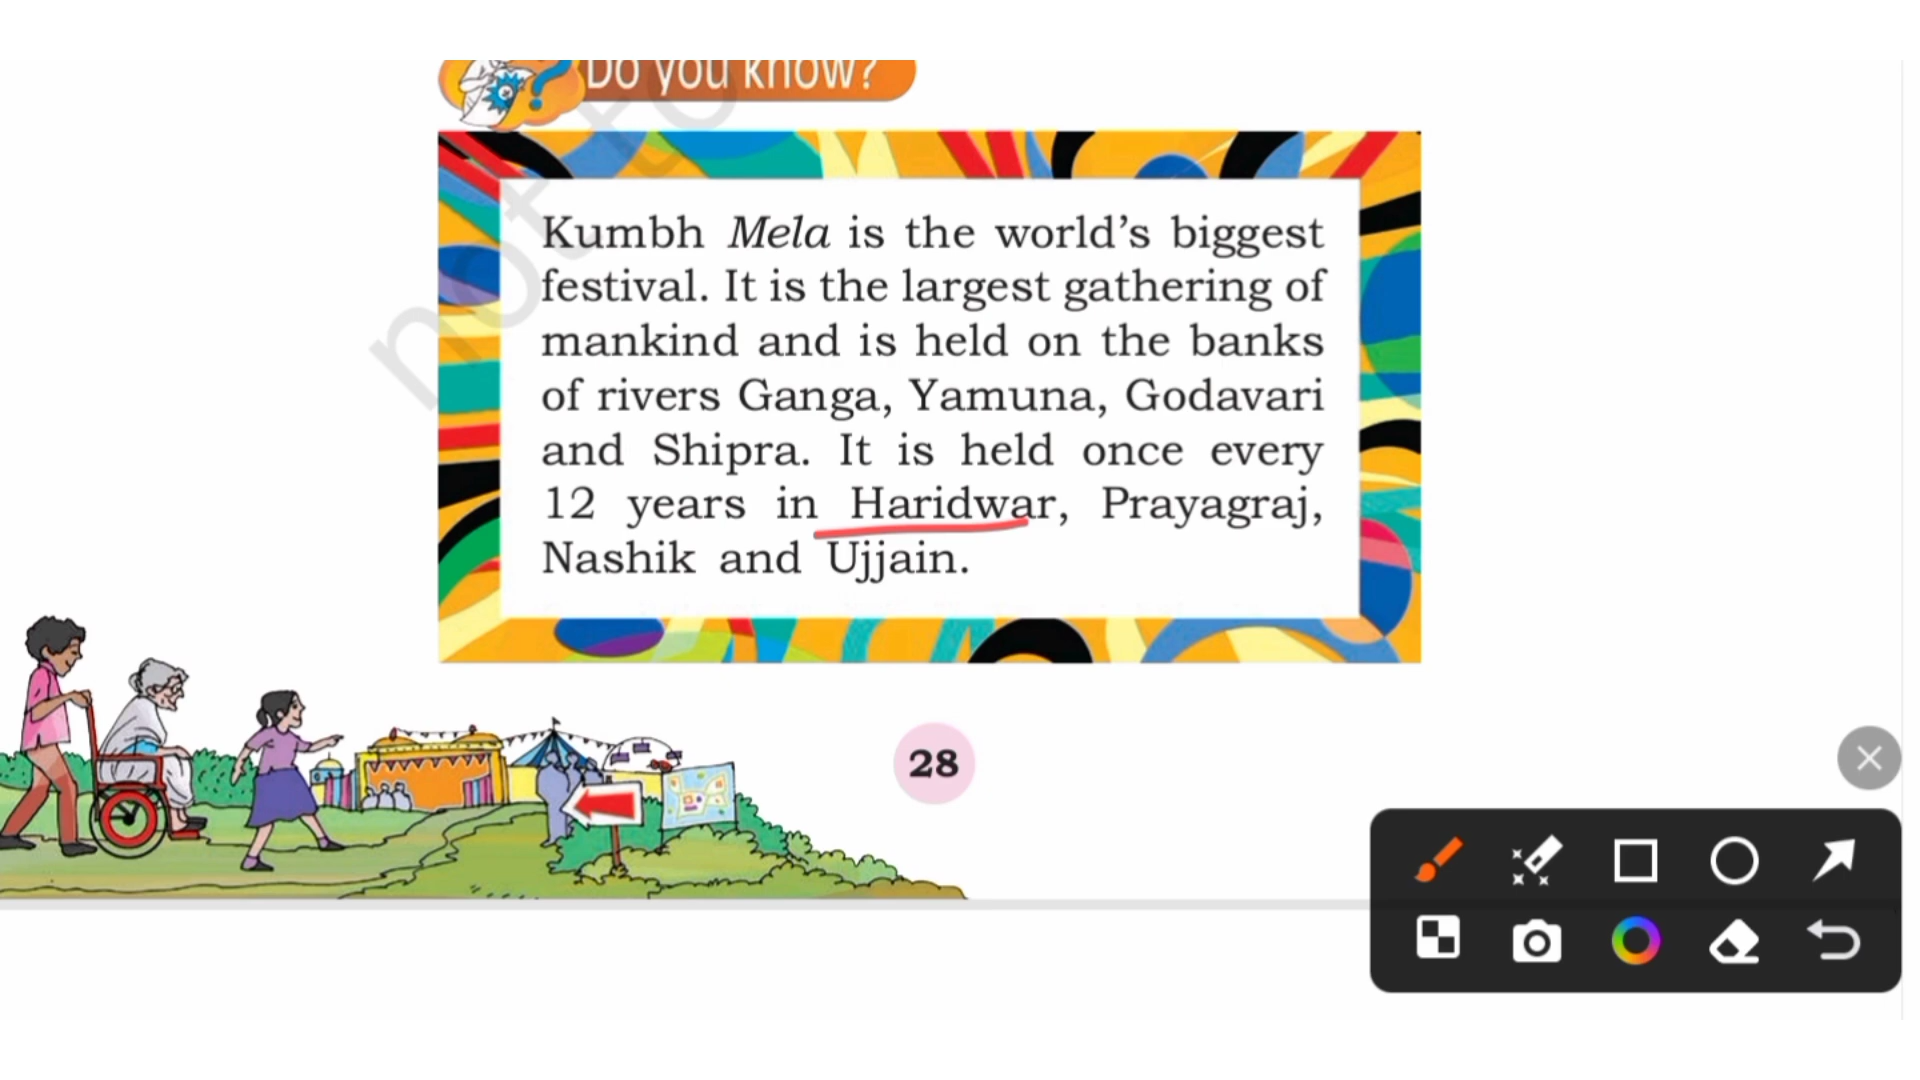 Do you know?
Kumbh Mela is the world's biggest
festival. It is the largest gathering of
mankind and is held on the banks
of rivers Ganga, Yamuna, Godavari
and Shipra. It is held once every
12 years in Haridwar, Prayagraj,
Nashik and Ujjain.
28
not to